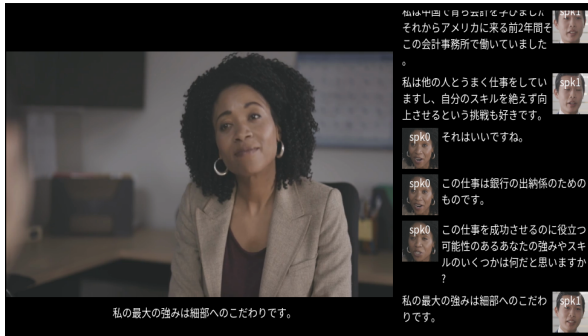 私の最大の強みは細部へのこだわりです。
私は中国で育ち会計を学びました
それからアメリカに来る前2年間そ
この会計事務所で働いていました
。
spk1
私は他の人とうまく仕事をしてい
ますし、自分のスキルを絶えず向
上させるという挑戦も好きです。
spk1
spk0
それはいいですね。
spk0
この仕事は銀行の出納係のための
ものです。
spk0
この仕事を成功させるのに役立つ
可能性のあるあなたの強みやスキ
ルのいくつかは何だと思いますか
?
私の最大の強みは細部へのこだわ
りです。
spk1